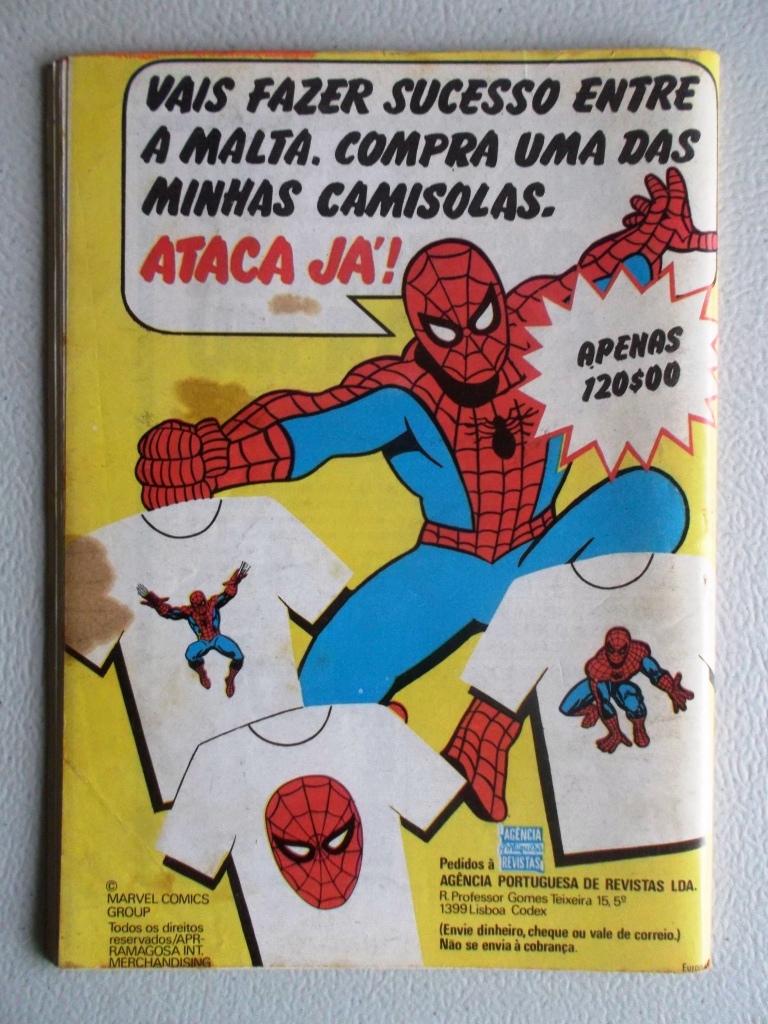 VAIS FAZER SUCESSO ENTRE
A MALTA. COMPRA UMA DAS
MINHAS CAMISOLAS.
ATACA JÁ!
APENAS
120$00
AGÊNCIA
Portuguesa
REVISTAS
Pedidos à
AGÊNCIA PORTUGUESA DE REVISTAS LDA.
R. Professor Gomes Teixeira 15, 5º
1399 Lisboa Codex
(Envie dinheiro, cheque ou vale de correio.)
Não se envia à cobrança.
©
MARVEL COMICS
GROUP
Todos os direitos
reservados/APR-
RAMAGOSA INT.
MERCHANDISING